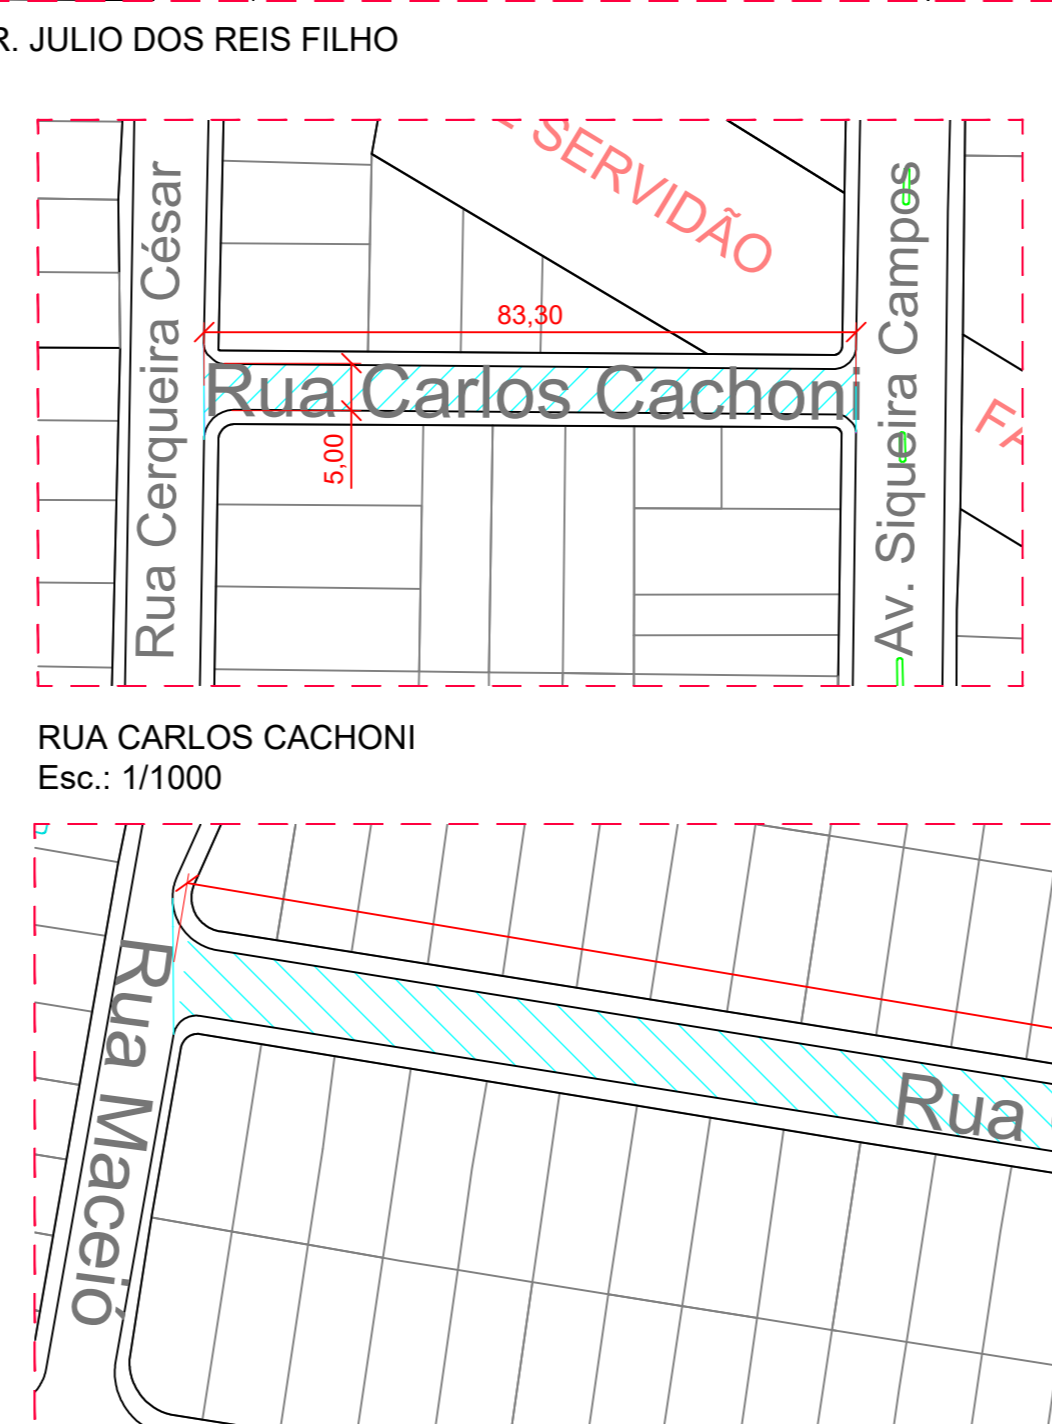 R. JULIO DOS REIS FILHO
SERVIDÃO
Rua Cerqueira César
Av. Siqueira Campos
83,30
Rua Carlos Cachoni
5,00
FA
RUA CARLOS CACHONI
Esc.: 1/1000
Rua Maceió
Rua